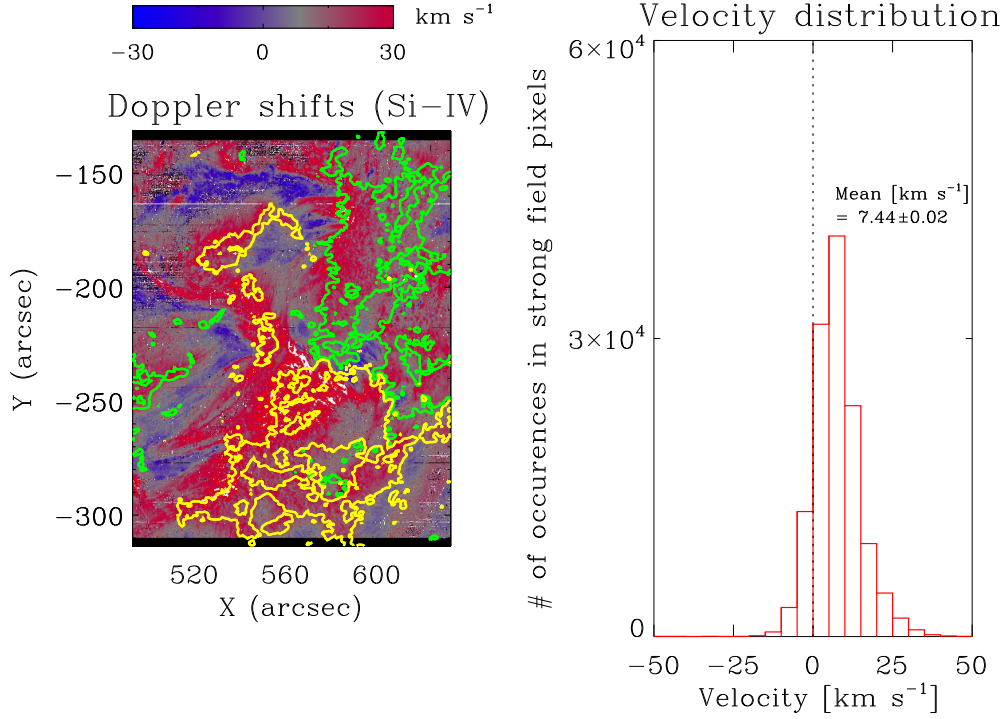 km s⁻¹
−30 0 30
Doppler shifts (Si−IV)
−150
−200
−250
−300
Y (arcsec)
520 560 600
X (arcsec)
Velocity distribution
6×10⁴
3×10⁴
0
# of occurences in strong field pixels
Mean [km s⁻¹]
= 7.44±0.02
−50 −25 0 25 50
Velocity [km s⁻¹]